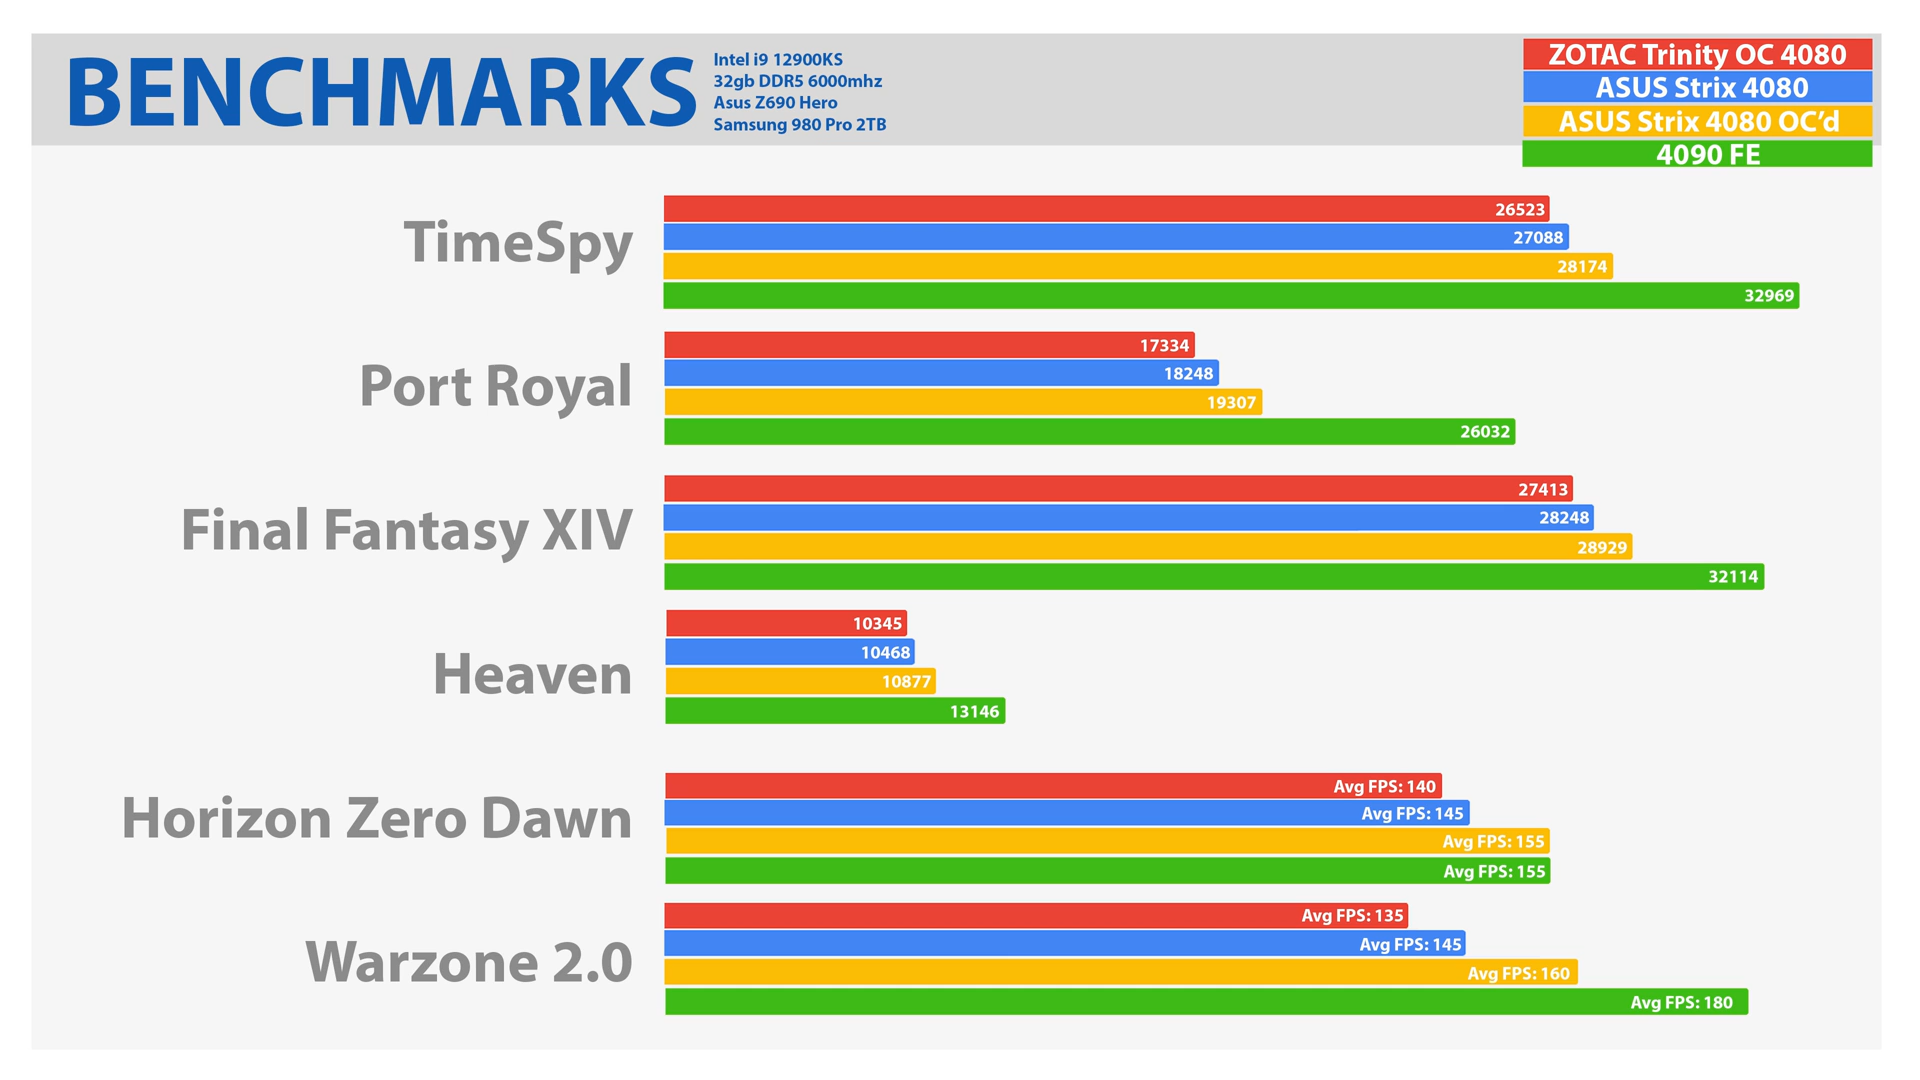 BENCHMARKS
Intel i9 12900KS
32gb DDR5 6000mhz
Asus Z690 Hero
Samsung 980 Pro 2TB
ZOTAC Trinity OC 4080
ASUS Strix 4080
ASUS Strix 4080 OC’d
4090 FE
TimeSpy
26523
27088
28174
32969
Port Royal
17334
18248
19307
26032
Final Fantasy XIV
27413
28248
28929
32114
Heaven
10345
10468
10877
13146
Horizon Zero Dawn
Avg FPS: 140
Avg FPS: 145
Avg FPS: 155
Avg FPS: 155
Warzone 2.0
Avg FPS: 135
Avg FPS: 145
Avg FPS: 160
Avg FPS: 180